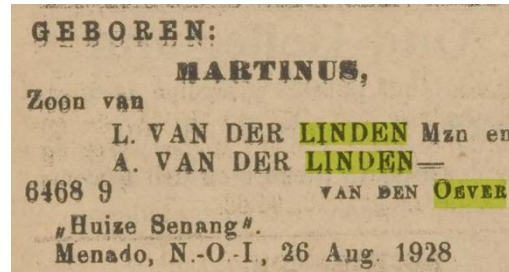 GEBOREN:
MARTINUS,
Zoon van
L. VAN DER LINDEN Mzn en
A. VAN DER LINDEN—
6468 9 VAN DEN OEVER
„Huize Senang".
Menado, N.-O.-I., 26 Aug. 1928